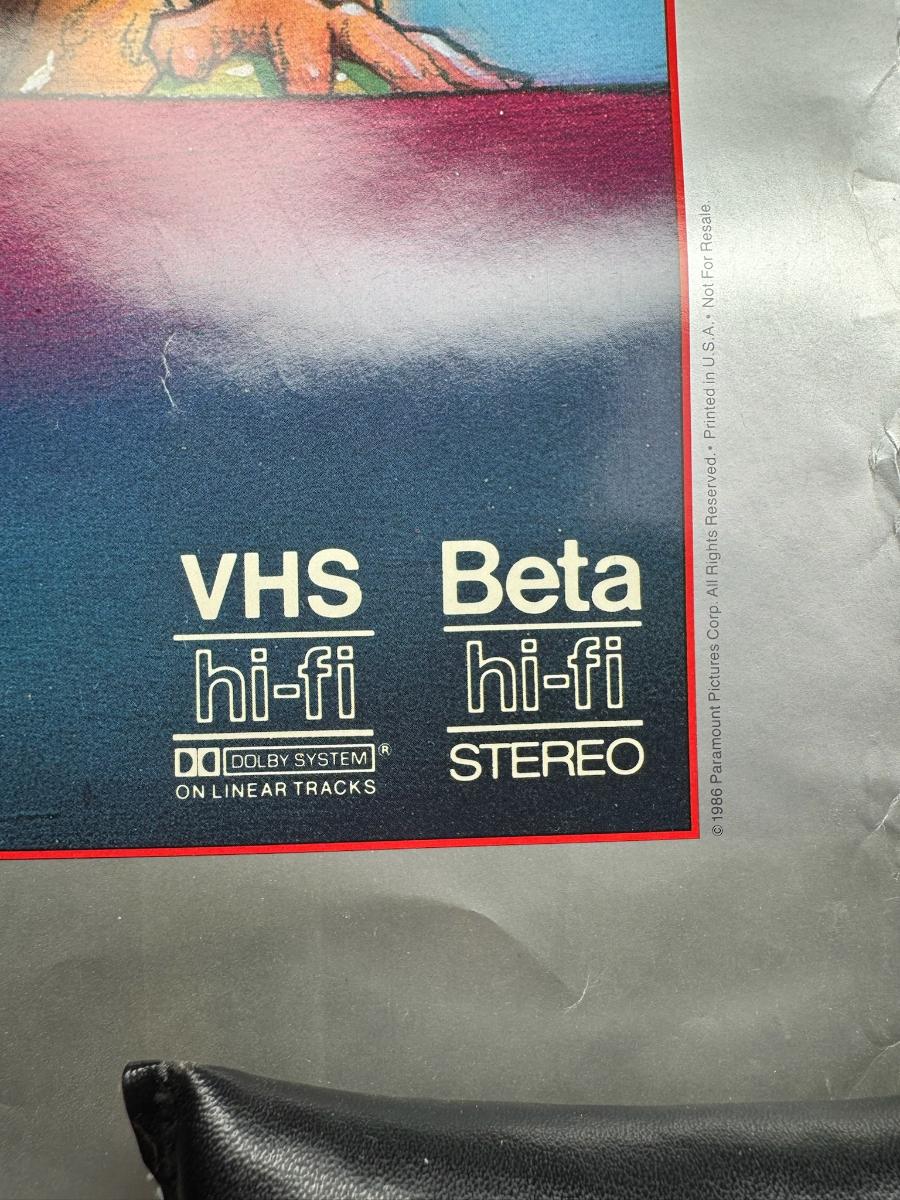 VHS
hi-fi
DOLBY SYSTEM®
ON LINEAR TRACKS
Beta
hi-fi
STEREO
© 1986 Paramount Pictures Corp. All Rights Reserved. • Printed in U.S.A. • Not For Resale.